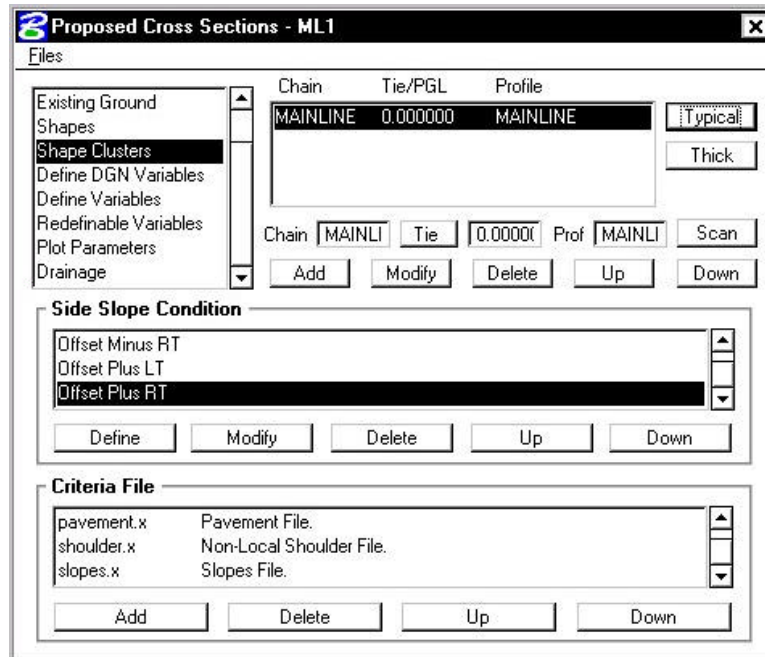 Proposed Cross Sections - ML1
Files
Existing Ground
Shapes
Shape Clusters
Define DGN Variables
Define Variables
Redefinable Variables
Plot Parameters
Drainage
Chain Tie/PGL Profile
MAINLINE 0.000000 MAINLINE
Typical
Thick
Chain MAINLI Tie 0.0000( Prof MAINLI Scan
Add Modify Delete Up Down
Side Slope Condition
Offset Minus RT
Offset Plus LT
Offset Plus RT
Define Modify Delete Up Down
Criteria File
pavement.x Pavement File.
shoulder.x Non-Local Shoulder File.
slopes.x Slopes File.
Add Delete Up Down